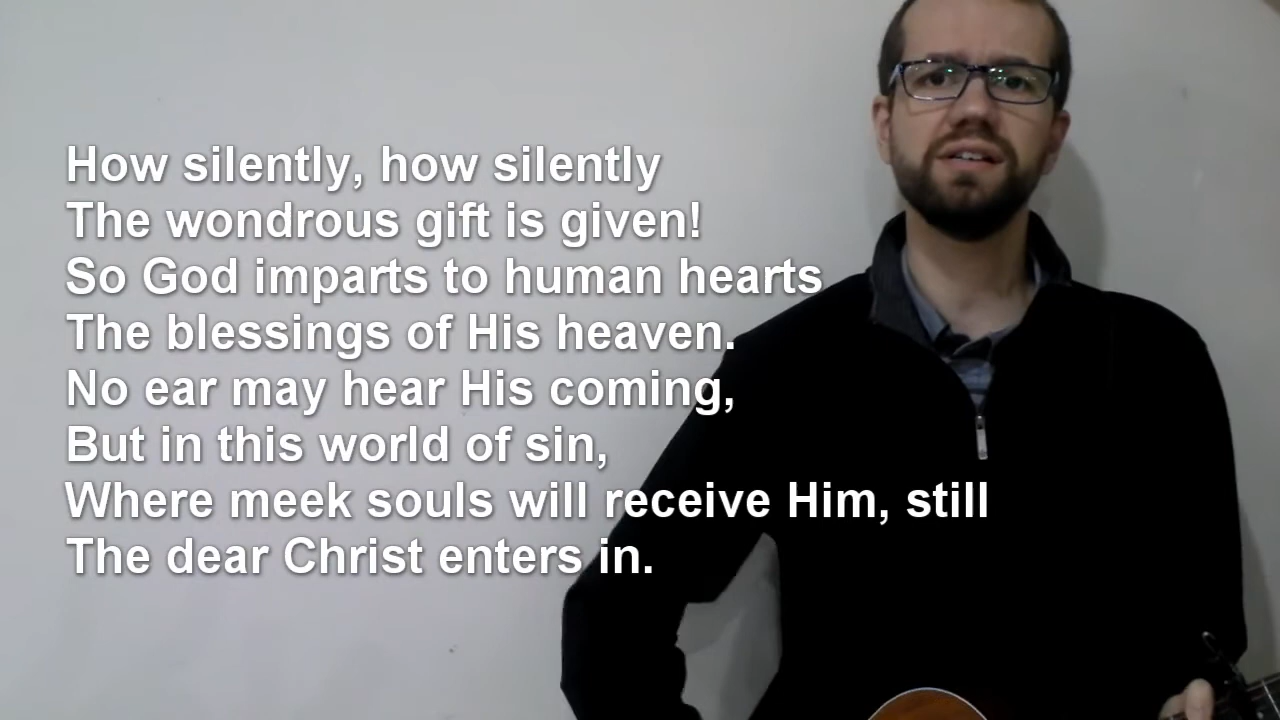 How silently, how silently
The wondrous gift is given!
So God imparts to human hearts
The blessings of His heaven.
No ear may hear His coming,
But in this world of sin,
Where meek souls will receive Him, still
The dear Christ enters in.